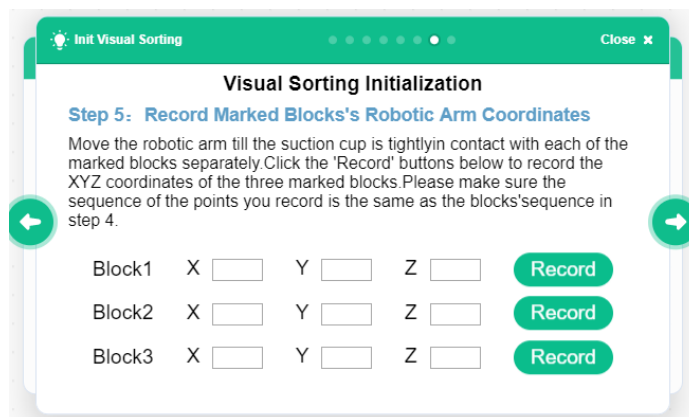 Init Visual Sorting
Close ×
Visual Sorting Initialization
Step 5：Record Marked Blocks's Robotic Arm Coordinates
Move the robotic arm till the suction cup is tightlyin contact with each of the
marked blocks separately.Click the 'Record' buttons below to record the
XYZ coordinates of the three marked blocks.Please make sure the
sequence of the points you record is the same as the blocks'sequence in
step 4.
Block1 X Y Z Record
Block2 X Y Z Record
Block3 X Y Z Record